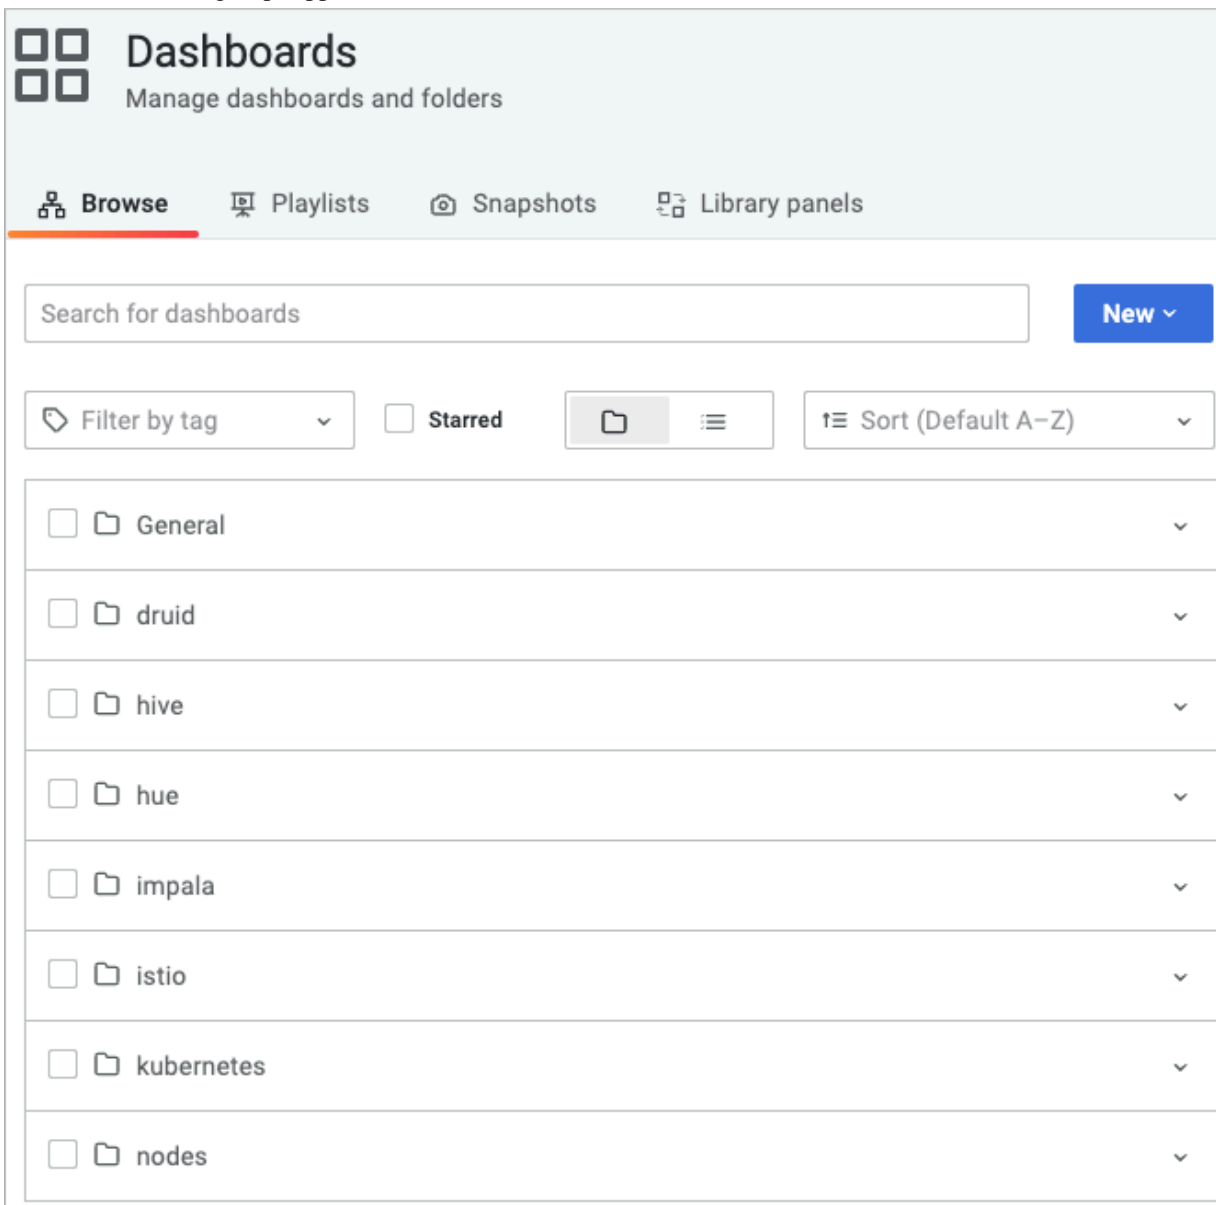 Dashboards
Manage dashboards and folders
Browse Playlists Snapshots Library panels
Search for dashboards New
Filter by tag Starred Sort (Default A–Z)
General
druid
hive
hue
impala
istio
kubernetes
nodes